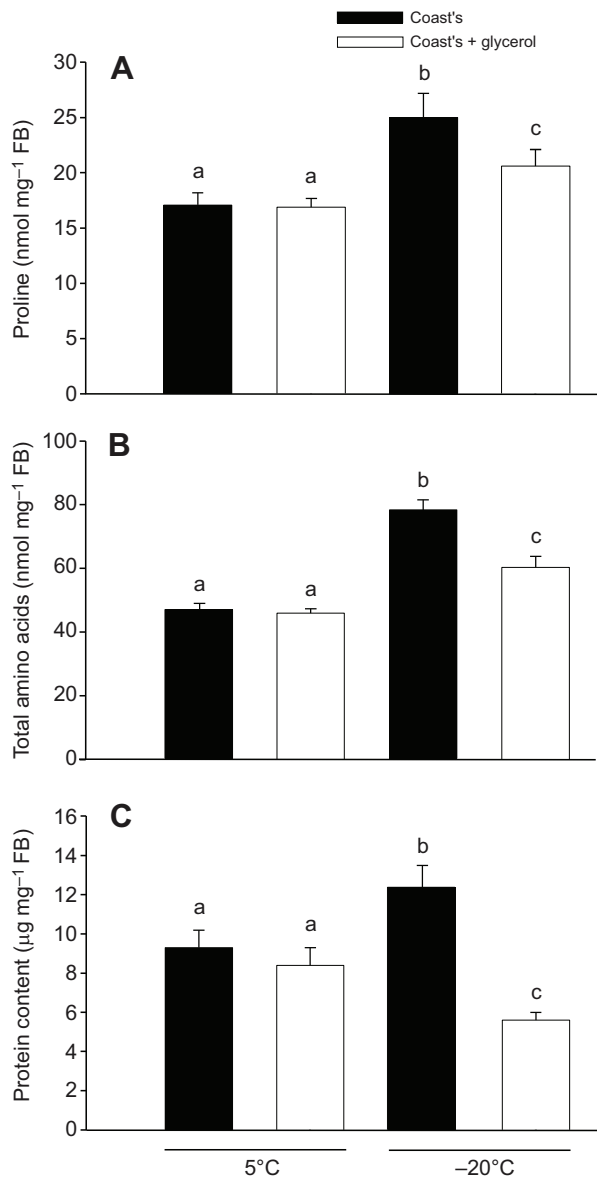 Coast's
Coast's + glycerol
A
30
25
20
15
10
5
0
Proline (nmol mg⁻¹ FB)
a
a
b
c
B
100
80
60
40
20
0
Total amino acids (nmol mg⁻¹ FB)
a
a
b
c
C
16
14
12
10
8
6
4
2
0
Protein content (μg mg⁻¹ FB)
a
a
b
c
5°C
–20°C